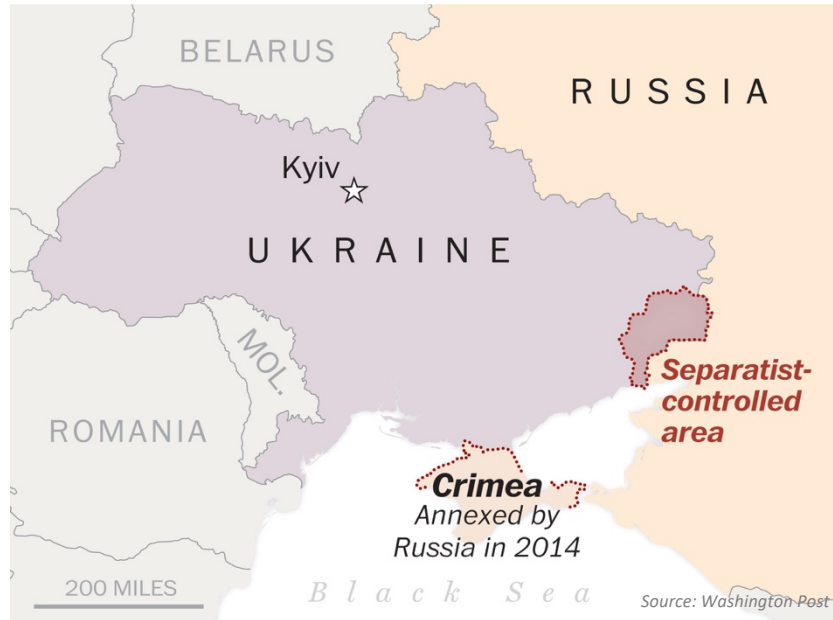 BELARUS
RUSSIA
Kyiv
UKRAINE
MOL.
Separatist-
controlled
area
ROMANIA
Crimea
Annexed by
Russia in 2014
200 MILES
Black Sea
Source: Washington Post